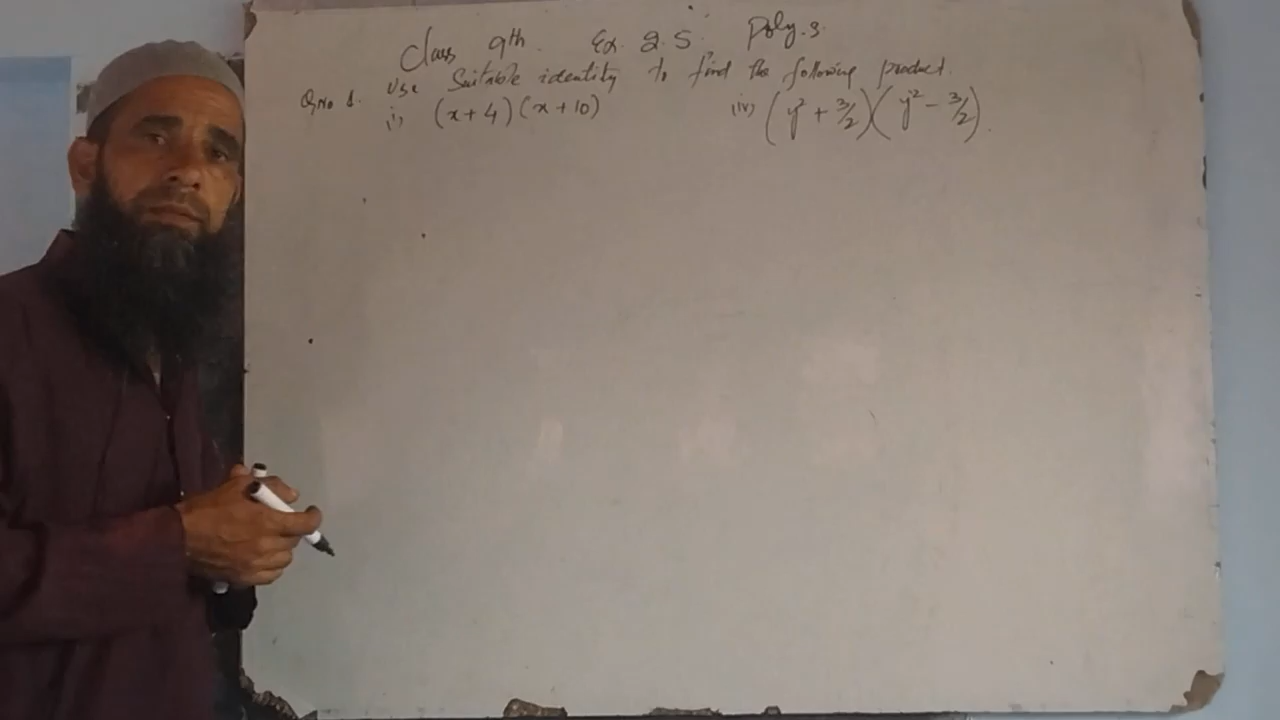 Class 9th. Ex. 2.5. Poly.s.
Q.No 1. Use Suitable identity to find the following product.
(i) (x+4)(x+10) (iv) (y² + 3/2)(y² - 3/2).